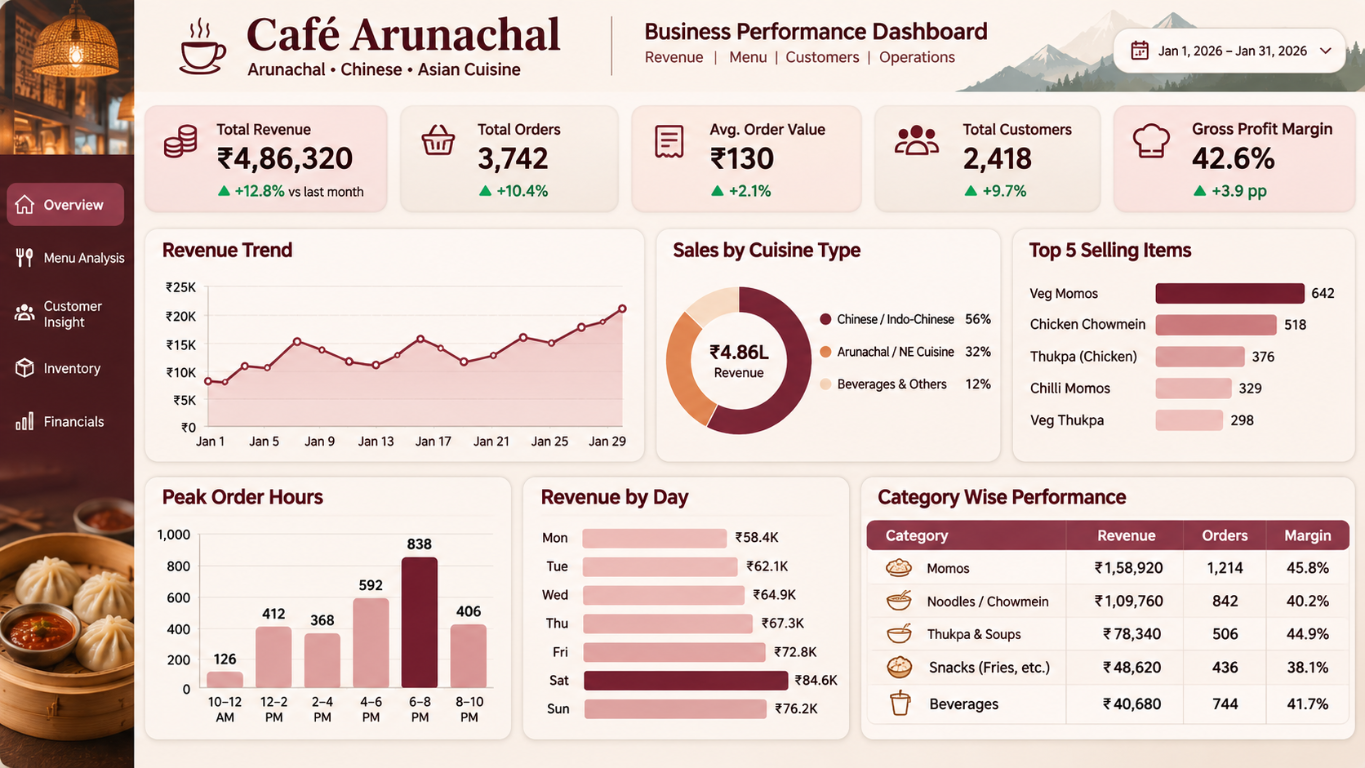 Café Arunachal
Arunachal • Chinese • Asian Cuisine
Business Performance Dashboard
Revenue | Menu | Customers | Operations
Jan 1, 2026 – Jan 31, 2026
Overview
Menu Analysis
Customer
Insight
Inventory
Financials
Total Revenue
₹4,86,320
+12.8% vs last month
Total Orders
3,742
+10.4%
Avg. Order Value
₹130
+2.1%
Total Customers
2,418
+9.7%
Gross Profit Margin
42.6%
+3.9 pp
Revenue Trend
₹25K
₹20K
₹15K
₹10K
₹5K
₹0
Jan 1 Jan 5 Jan 9 Jan 13 Jan 17 Jan 21 Jan 25 Jan 29
Sales by Cuisine Type
₹4.86L
Revenue
Chinese / Indo-Chinese 56%
Arunachal / NE Cuisine 32%
Beverages & Others 12%
Top 5 Selling Items
Veg Momos 642
Chicken Chowmein 518
Thukpa (Chicken) 376
Chilli Momos 329
Veg Thukpa 298
Peak Order Hours
1,000
800
600
400
200
0
126
412
368
592
838
406
10–12 12–2 2–4 4–6 6–8 8–10
AM PM PM PM PM PM
Revenue by Day
Mon ₹58.4K
Tue ₹62.1K
Wed ₹64.9K
Thu ₹67.3K
Fri ₹72.8K
Sat ₹84.6K
Sun ₹76.2K
Category Wise Performance
Category Revenue Orders Margin
Momos ₹1,58,920 1,214 45.8%
Noodles / Chowmein ₹1,09,760 842 40.2%
Thukpa & Soups ₹78,340 506 44.9%
Snacks (Fries, etc.) ₹48,620 436 38.1%
Beverages ₹40,680 744 41.7%